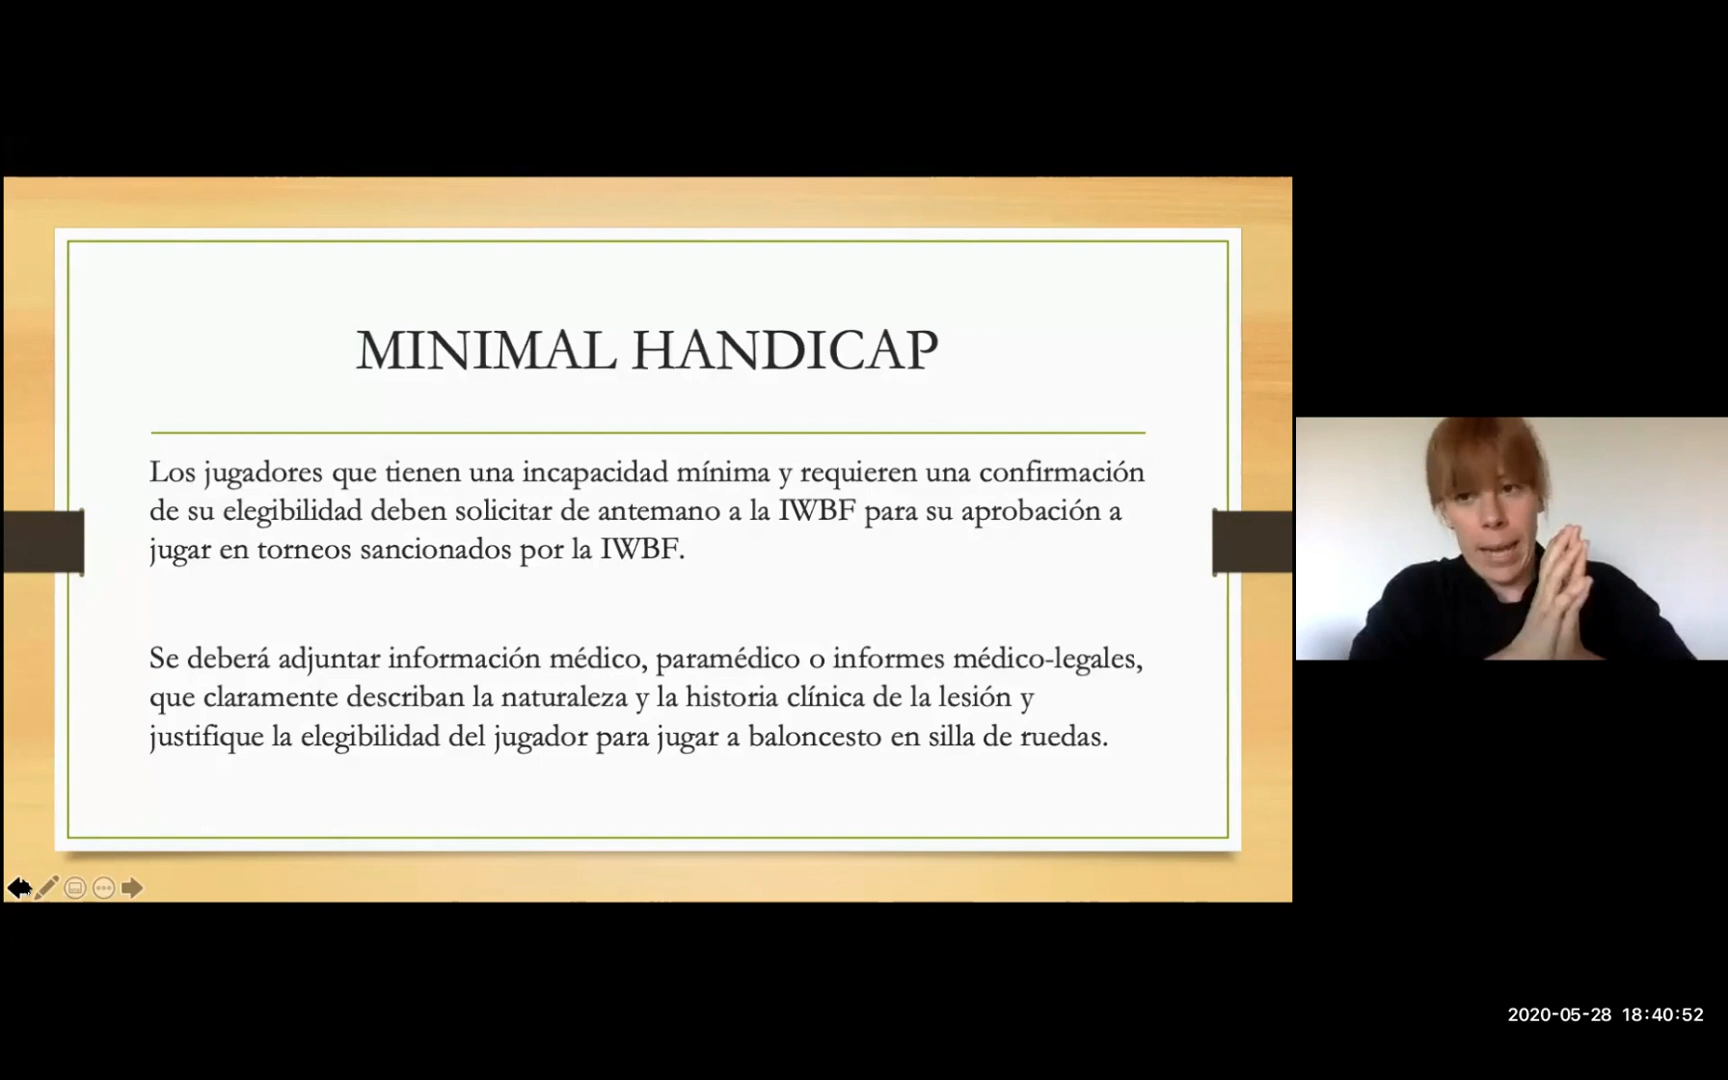 MINIMAL HANDICAP
Los jugadores que tienen una incapacidad mínima y requieren una confirmación
de su elegibilidad deben solicitar de antemano a la IWBF para su aprobación a
jugar en torneos sancionados por la IWBF.
Se deberá adjuntar información médico, paramédico o informes médico-legales,
que claramente describan la naturaleza y la historia clínica de la lesión y
justifique la elegibilidad del jugador para jugar a baloncesto en silla de ruedas.
2020-05-28 18:40:52